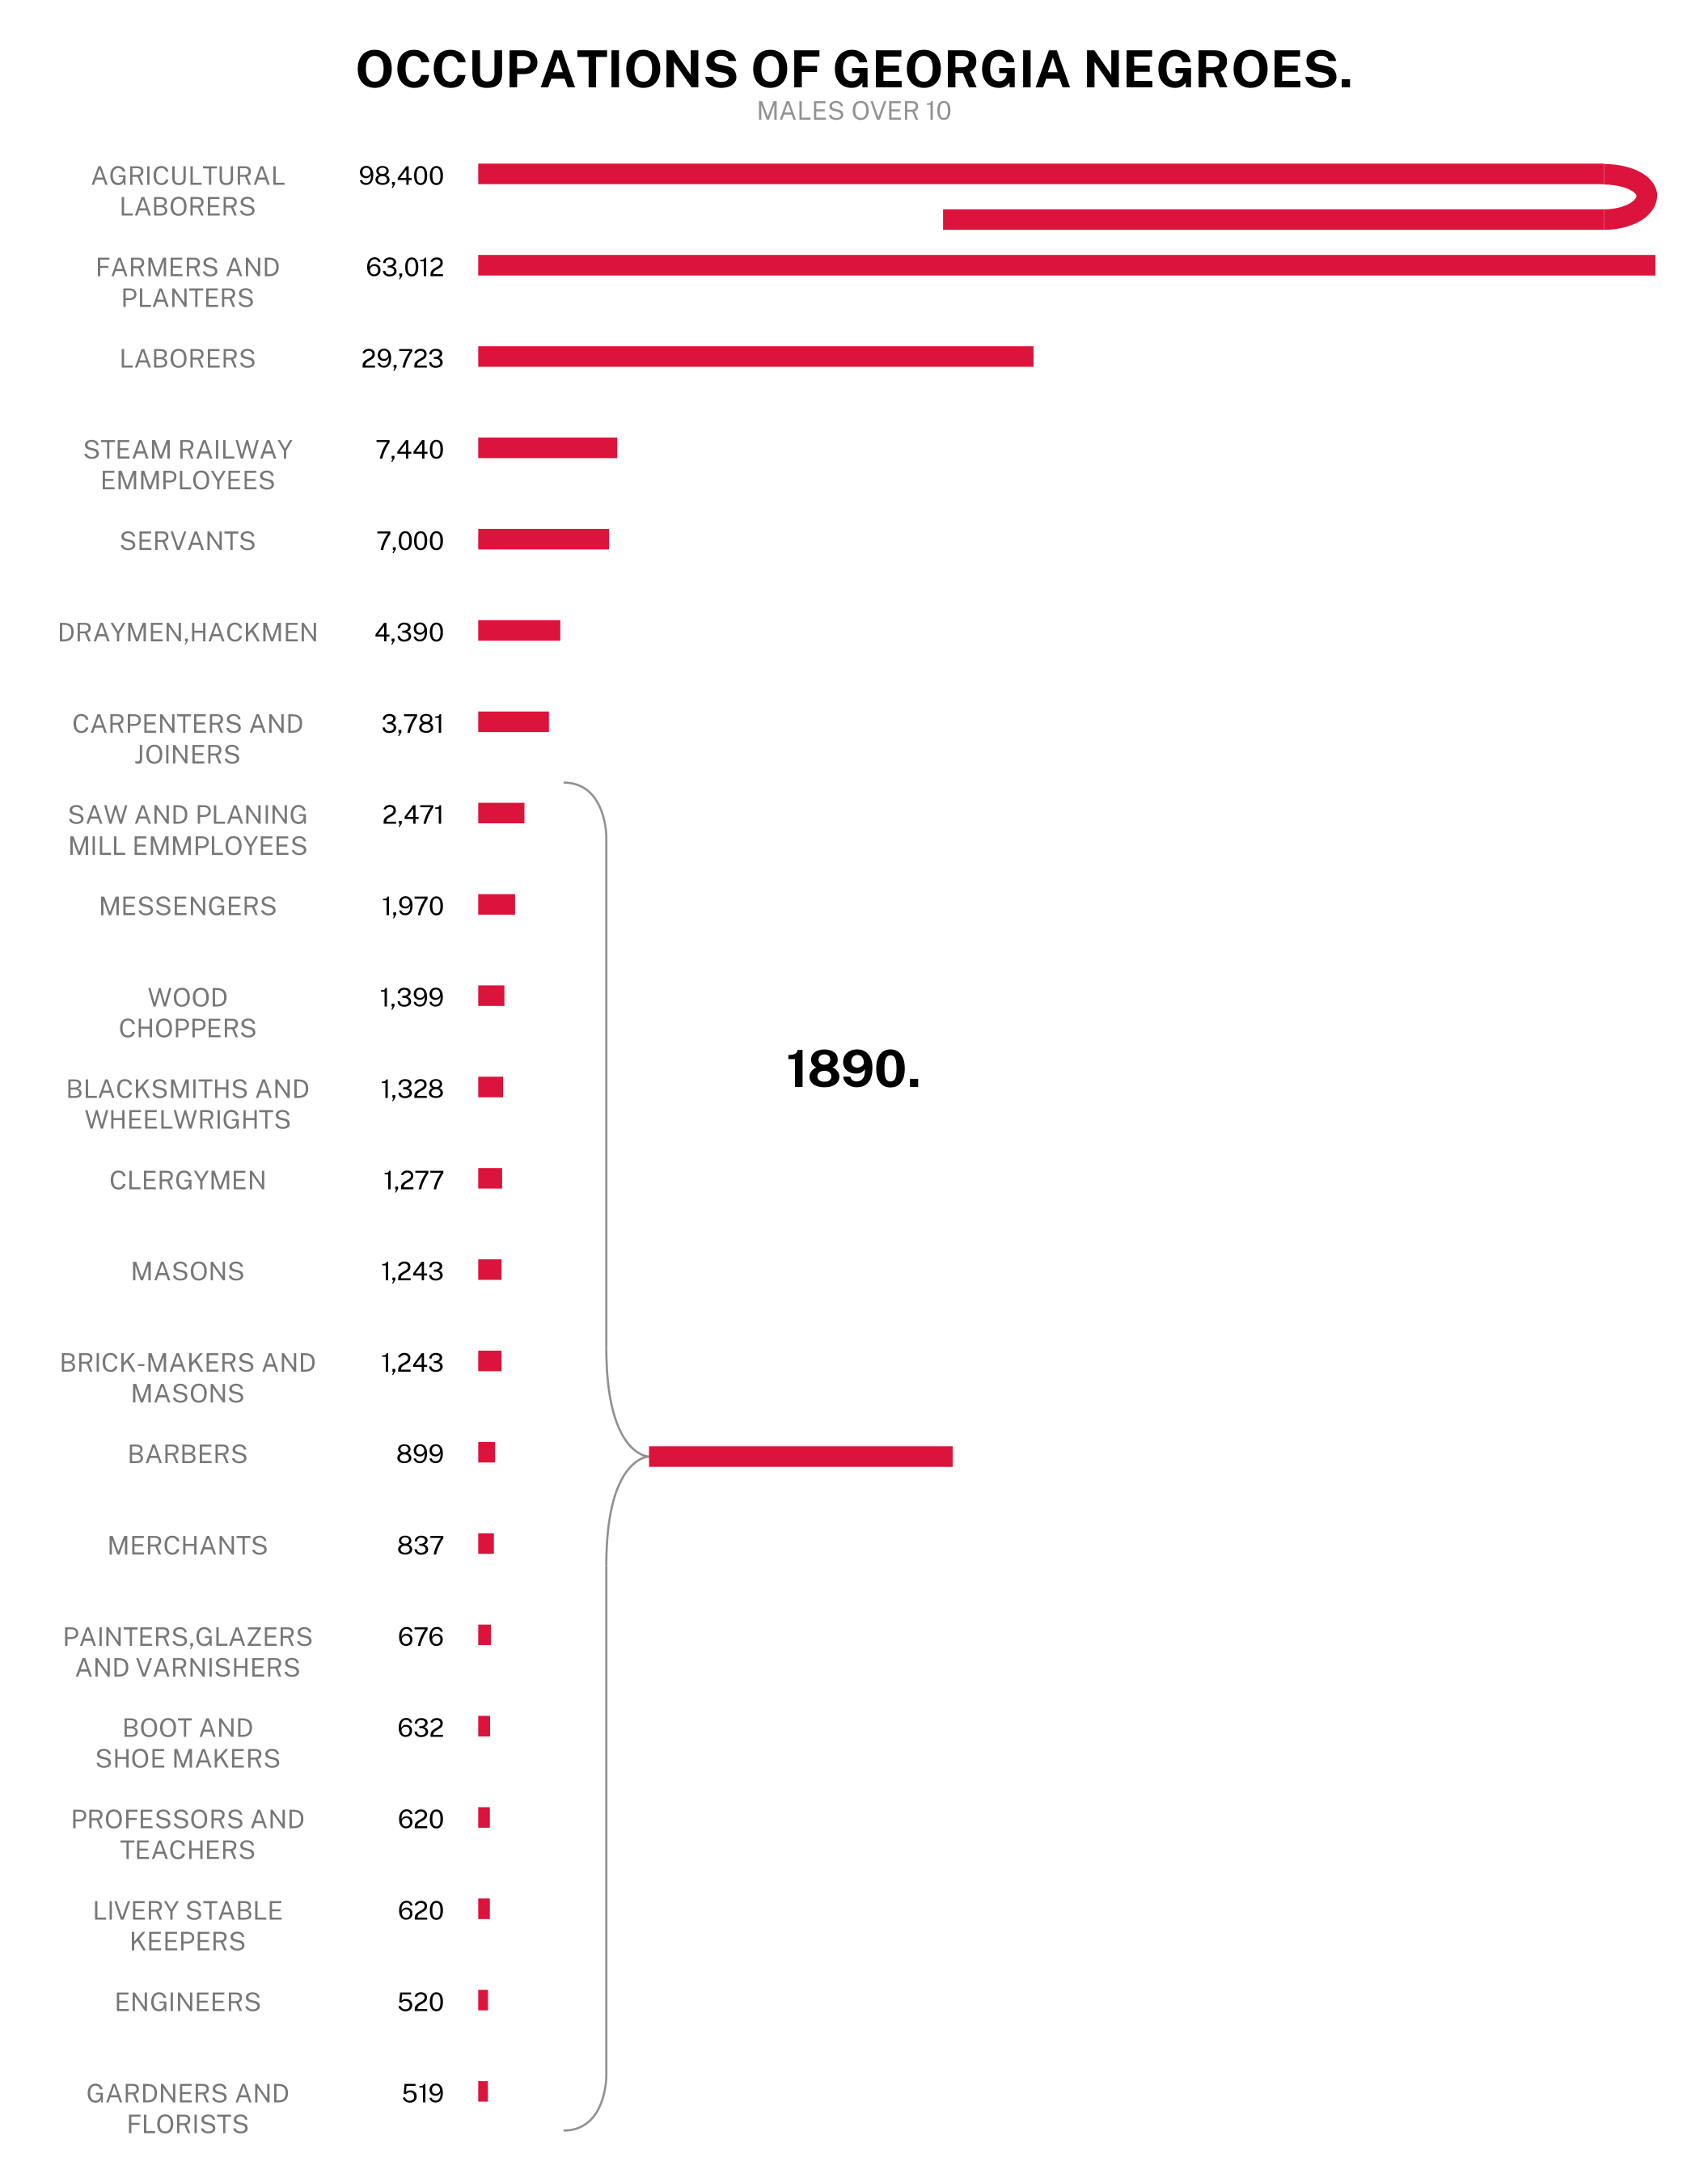 OCCUPATIONS OF GEORGIA NEGROES.
MALES OVER 10
AGRICULTURAL
LABORERS
98,400
FARMERS AND
PLANTERS
63,012
LABORERS
29,723
STEAM RAILWAY
EMMPLOYEES
7,440
SERVANTS
7,000
DRAYMEN,HACKMEN
4,390
CARPENTERS AND
JOINERS
3,781
SAW AND PLANING
MILL EMMPLOYEES
2,471
MESSENGERS
1,970
WOOD
CHOPPERS
1,399
BLACKSMITHS AND
WHEELWRIGHTS
1,328
1890.
CLERGYMEN
1,277
MASONS
1,243
BRICK-MAKERS AND
MASONS
1,243
BARBERS
899
MERCHANTS
837
PAINTERS,GLAZERS
AND VARNISHERS
676
BOOT AND
SHOE MAKERS
632
PROFESSORS AND
TEACHERS
620
LIVERY STABLE
KEEPERS
620
ENGINEERS
520
GARDNERS AND
FLORISTS
519